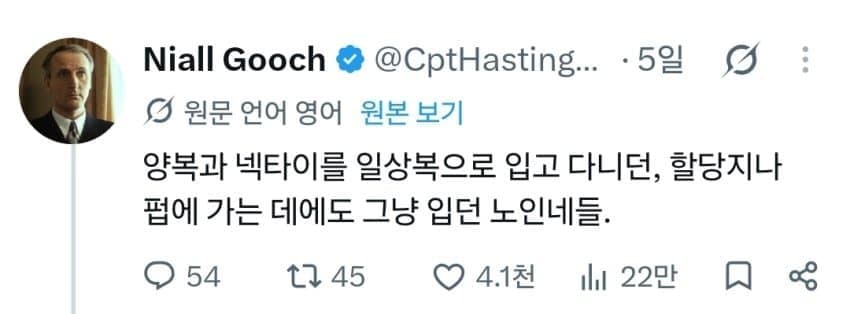 Niall Gooch @CptHasting... · 5일
원문 언어 영어 원본 보기
양복과 넥타이를 일상복으로 입고 다니던, 할당지나
펍에 가는 데에도 그냥 입던 노인네들.
54 45 4.1천 22만